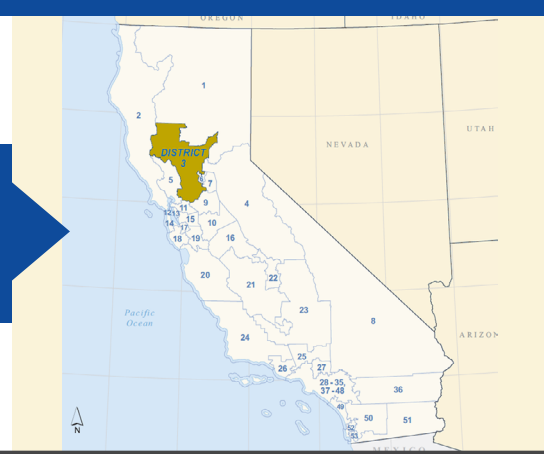 OREGON
IDAHO
1
2
UTAH
DISTRICT
3
NEVADA
5
6
7
4
9
11
12
13
15
14
10
17
18
19
16
20
22
21
23
Pacific
Ocean
8
24
ARIZON
25
26
27
28 - 35,
37 - 48
36
49
50
51
52
53
N
MEXICO